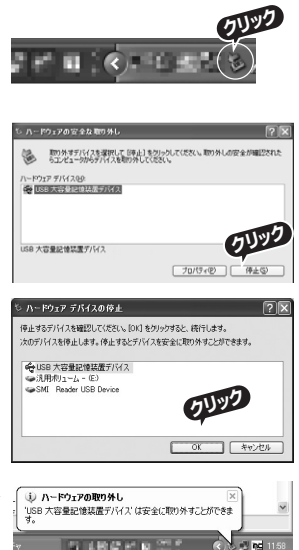 クリック
ハードウェアの安全な取り外し
取り外すデバイスを選択して [停止] をクリックしてください。取り外しの安全が確認された
らコンピュータからデバイスを取り外してください。
ハードウェア デバイス(H):
USB 大容量記憶装置デバイス
USB 大容量記憶装置デバイス
クリック
プロパティ(P)
停止(S)
ハードウェア デバイスの停止
停止するデバイスを確認してください。[OK] をクリックすると、続行します。
次のデバイスを停止します。停止するとデバイスを安全に取り外すことができます。
USB 大容量記憶装置デバイス
汎用ボリューム - (E:)
SMI Reader USB Device
クリック
OK
キャンセル
ハードウェアの取り外し
'USB 大容量記憶装置デバイス' は安全に取り外すことができま
す。
11:58